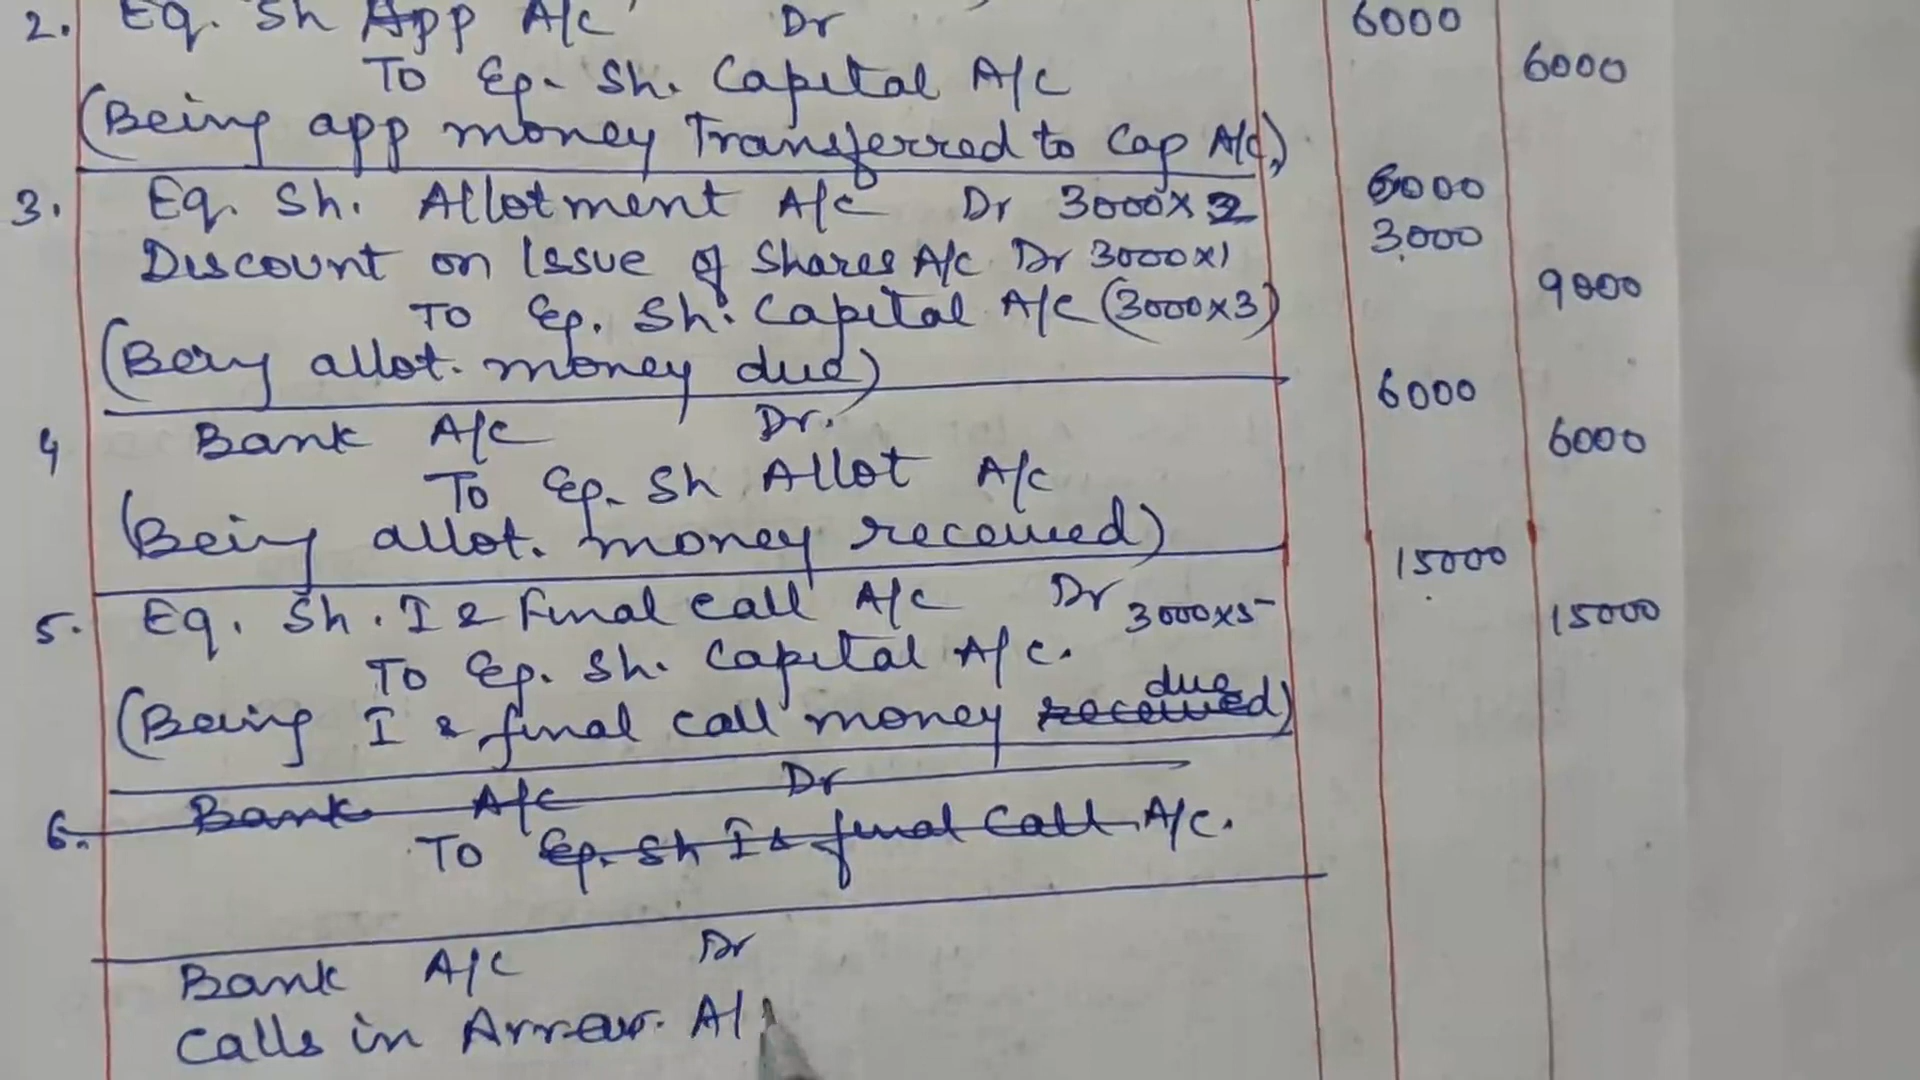 2. Eq. Sh App A/c Dr 6000
To Eq. Sh. Capital A/c 6000
(Being app money Transferred to Cap A/c)
3. Eq. Sh. Allotment A/c Dr 3000x2 6000
Discount on Issue of Shares A/c Dr 3000x1 3000
To Eq. Sh. Capital A/c (3000x3) 9000
(Being allot. money due)
4 Bank A/c Dr. 6000
To Eq. Sh Allot A/c 6000
(Being allot. money received)
5. Eq. Sh. I & Final Call A/c Dr 3000x5 15000
To Eq. Sh. Capital A/c. 15000
(Being I & final call money received due)
6. Bank A/c Dr
To Eq. Sh I & final Call A/c.
Bank A/c Dr
Calls in Arrear. A/